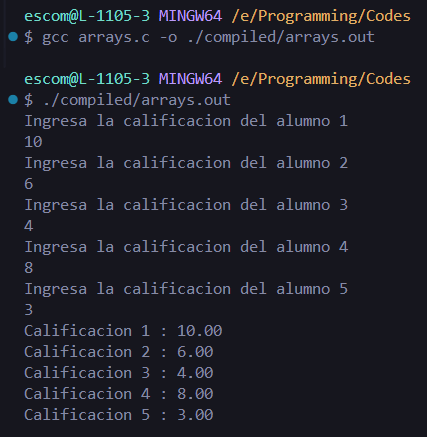 escom@L-1105-3 MINGW64 /e/Programming/Codes
$ gcc arrays.c -o ./compiled/arrays.out
escom@L-1105-3 MINGW64 /e/Programming/Codes
$ ./compiled/arrays.out
Ingresa la calificacion del alumno 1
10
Ingresa la calificacion del alumno 2
6
Ingresa la calificacion del alumno 3
4
Ingresa la calificacion del alumno 4
8
Ingresa la calificacion del alumno 5
3
Calificacion 1 : 10.00
Calificacion 2 : 6.00
Calificacion 3 : 4.00
Calificacion 4 : 8.00
Calificacion 5 : 3.00